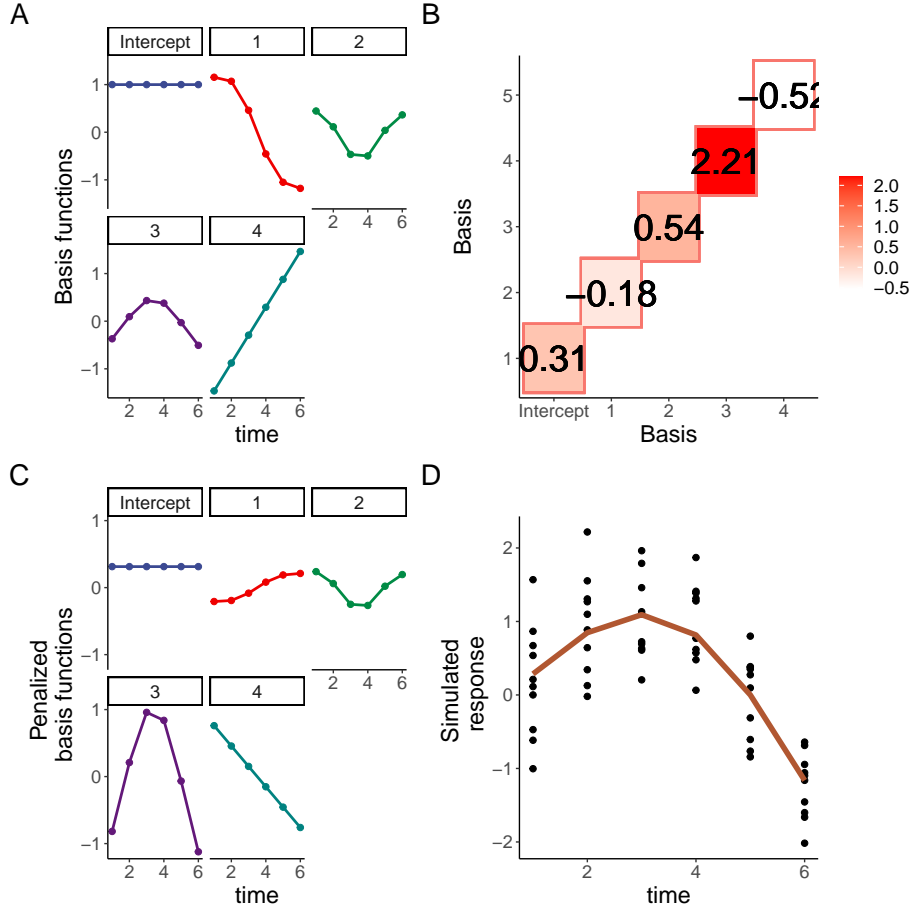 A
Intercept 1 2
1
0
−1
2 4 6
3 4
1
0
−1
2 4 6 2 4 6
Basis functions
time
B
5
4
3
2
1
−0.52
2.21
0.54
−0.18
0.31
Intercept 1 2 3 4
Basis
Basis
2.0
1.5
1.0
0.5
0.0
−0.5
C
Intercept 1 2
1
0
−1
2 4 6
3 4
1
0
−1
2 4 6 2 4 6
Penalized
basis functions
time
D
2
1
0
−1
−2
2 4 6
Simulated
response
time